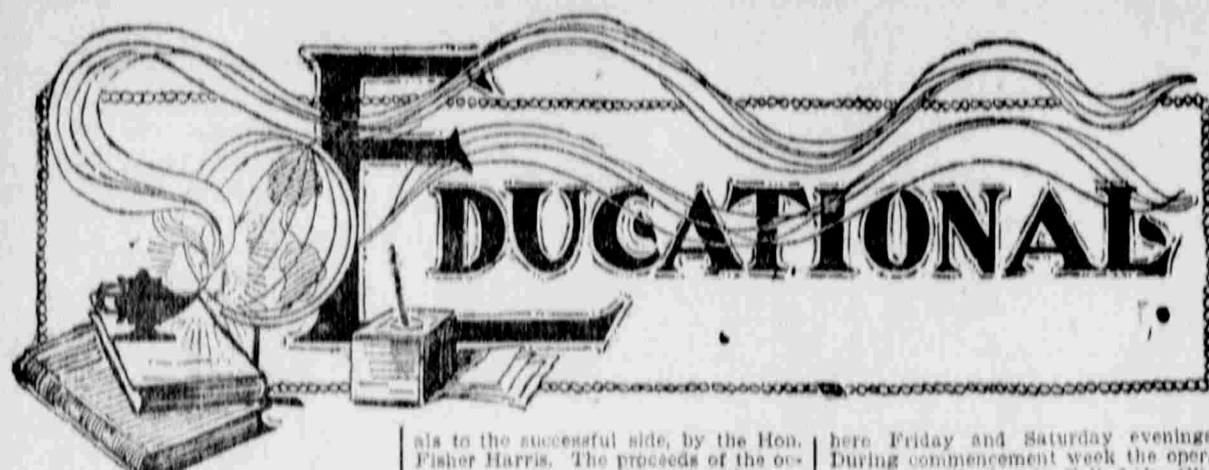 EDUCATIONAL
als to the successful side, by the Hon.
Fisher Harris. The proceeds of the oc-
here Friday and Saturday evenings
During commencement week the oper